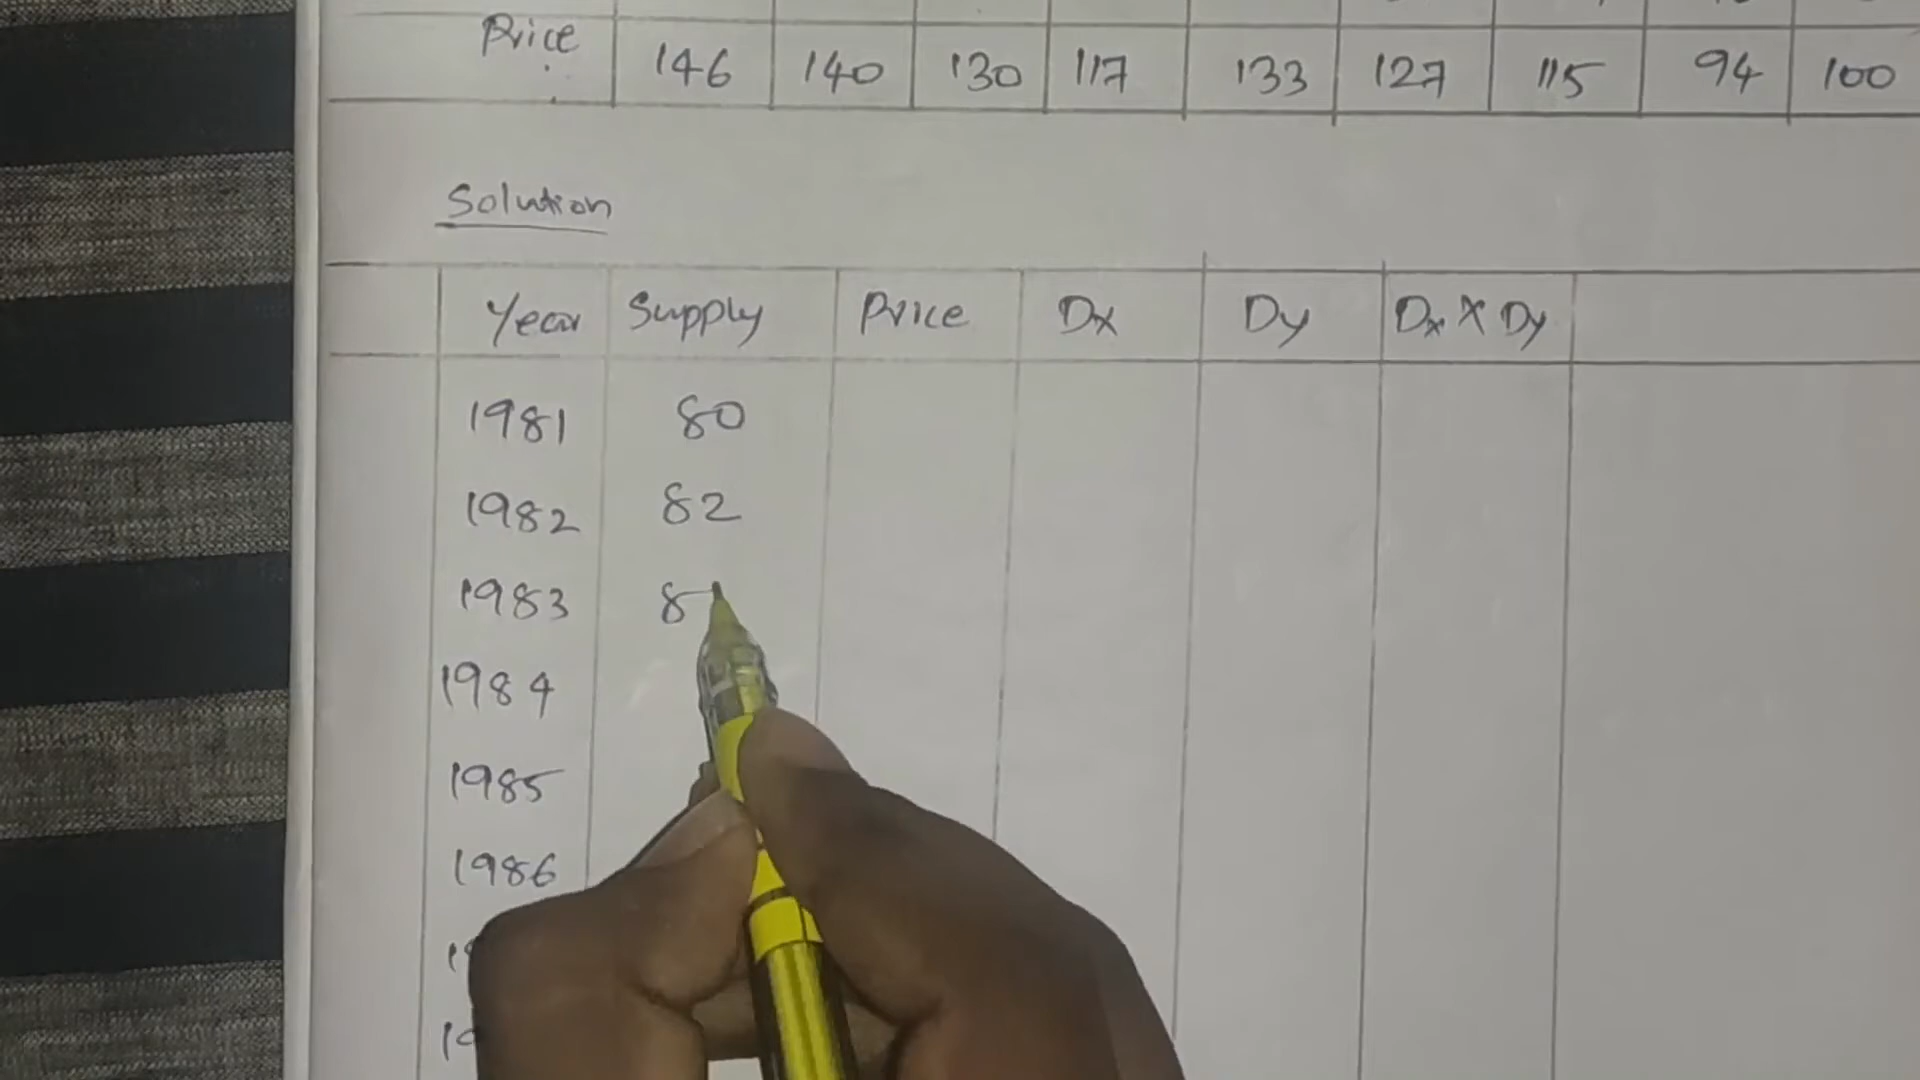 Price 146 140 130 117 133 127 115 94 100
Solution
Year Supply Price Dx Dy Dx X Dy
1981 80
1982 82
1983 8
1984
1985
1986